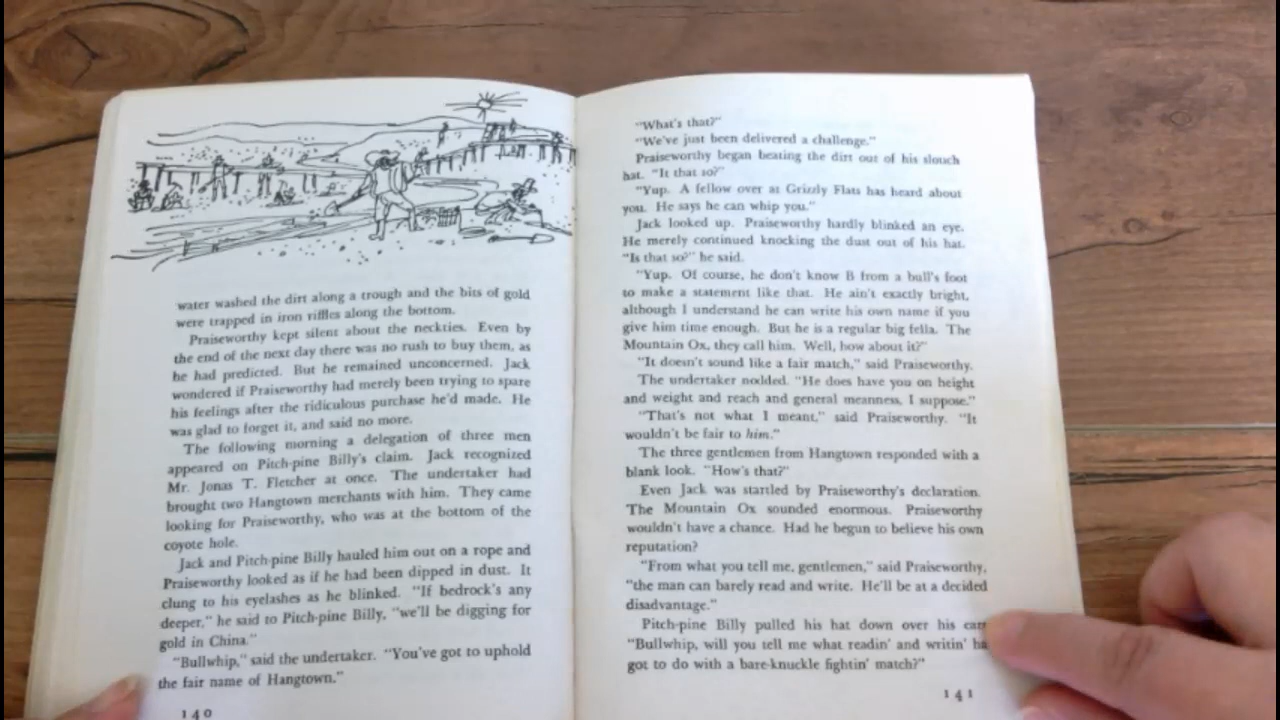 water washed the dirt along a trough and the bits of gold
were trapped in iron riffles along the bottom.
Praiseworthy kept silent about the neckties. Even by
the end of the next day there was no rush to buy them, as
he had predicted. But he remained unconcerned. Jack
wondered if Praiseworthy had merely been trying to spare
his feelings after the ridiculous purchase he'd made. He
was glad to forget it, and said no more.
The following morning a delegation of three men
appeared on Pitch-pine Billy's claim. Jack recognized
Mr. Jonas T. Fletcher at once. The undertaker had
brought two Hangtown merchants with him. They came
looking for Praiseworthy, who was at the bottom of the
coyote hole.
Jack and Pitch-pine Billy hauled him out on a rope and
Praiseworthy looked as if he had been dipped in dust. It
clung to his eyelashes as he blinked. "If bedrock's any
deeper," he said to Pitch-pine Billy, "we'll be digging for
gold in China."
"Bullwhip," said the undertaker. "You've got to uphold
the fair name of Hangtown."
140
"What's that?"
"We've just been delivered a challenge."
Praiseworthy began beating the dirt out of his slouch
hat. "It that so?"
"Yup. A fellow over at Grizzly Flats has heard about
you. He says he can whip you."
Jack looked up. Praiseworthy hardly blinked an eye.
He merely continued knocking the dust out of his hat.
"Is that so?" he said.
"Yup. Of course, he don't know B from a bull's foot
to make a statement like that. He ain't exactly bright,
although I understand he can write his own name if you
give him time enough. But he is a regular big fella. The
Mountain Ox, they call him. Well, how about it?"
"It doesn't sound like a fair match," said Praiseworthy.
The undertaker nodded. "He does have you on height
and weight and reach and general meanness, I suppose."
"That's not what I meant," said Praiseworthy. "It
wouldn't be fair to him."
The three gentlemen from Hangtown responded with a
blank look. "How's that?"
Even Jack was startled by Praiseworthy's declaration.
The Mountain Ox sounded enormous. Praiseworthy
wouldn't have a chance. Had he begun to believe his own
reputation?
"From what you tell me, gentlemen," said Praiseworthy,
"the man can barely read and write. He'll be at a decided
disadvantage."
Pitch-pine Billy pulled his hat down over his
"Bullwhip, will you tell me what readin' and writin'
got to do with a bare-knuckle fightin' match?"
141